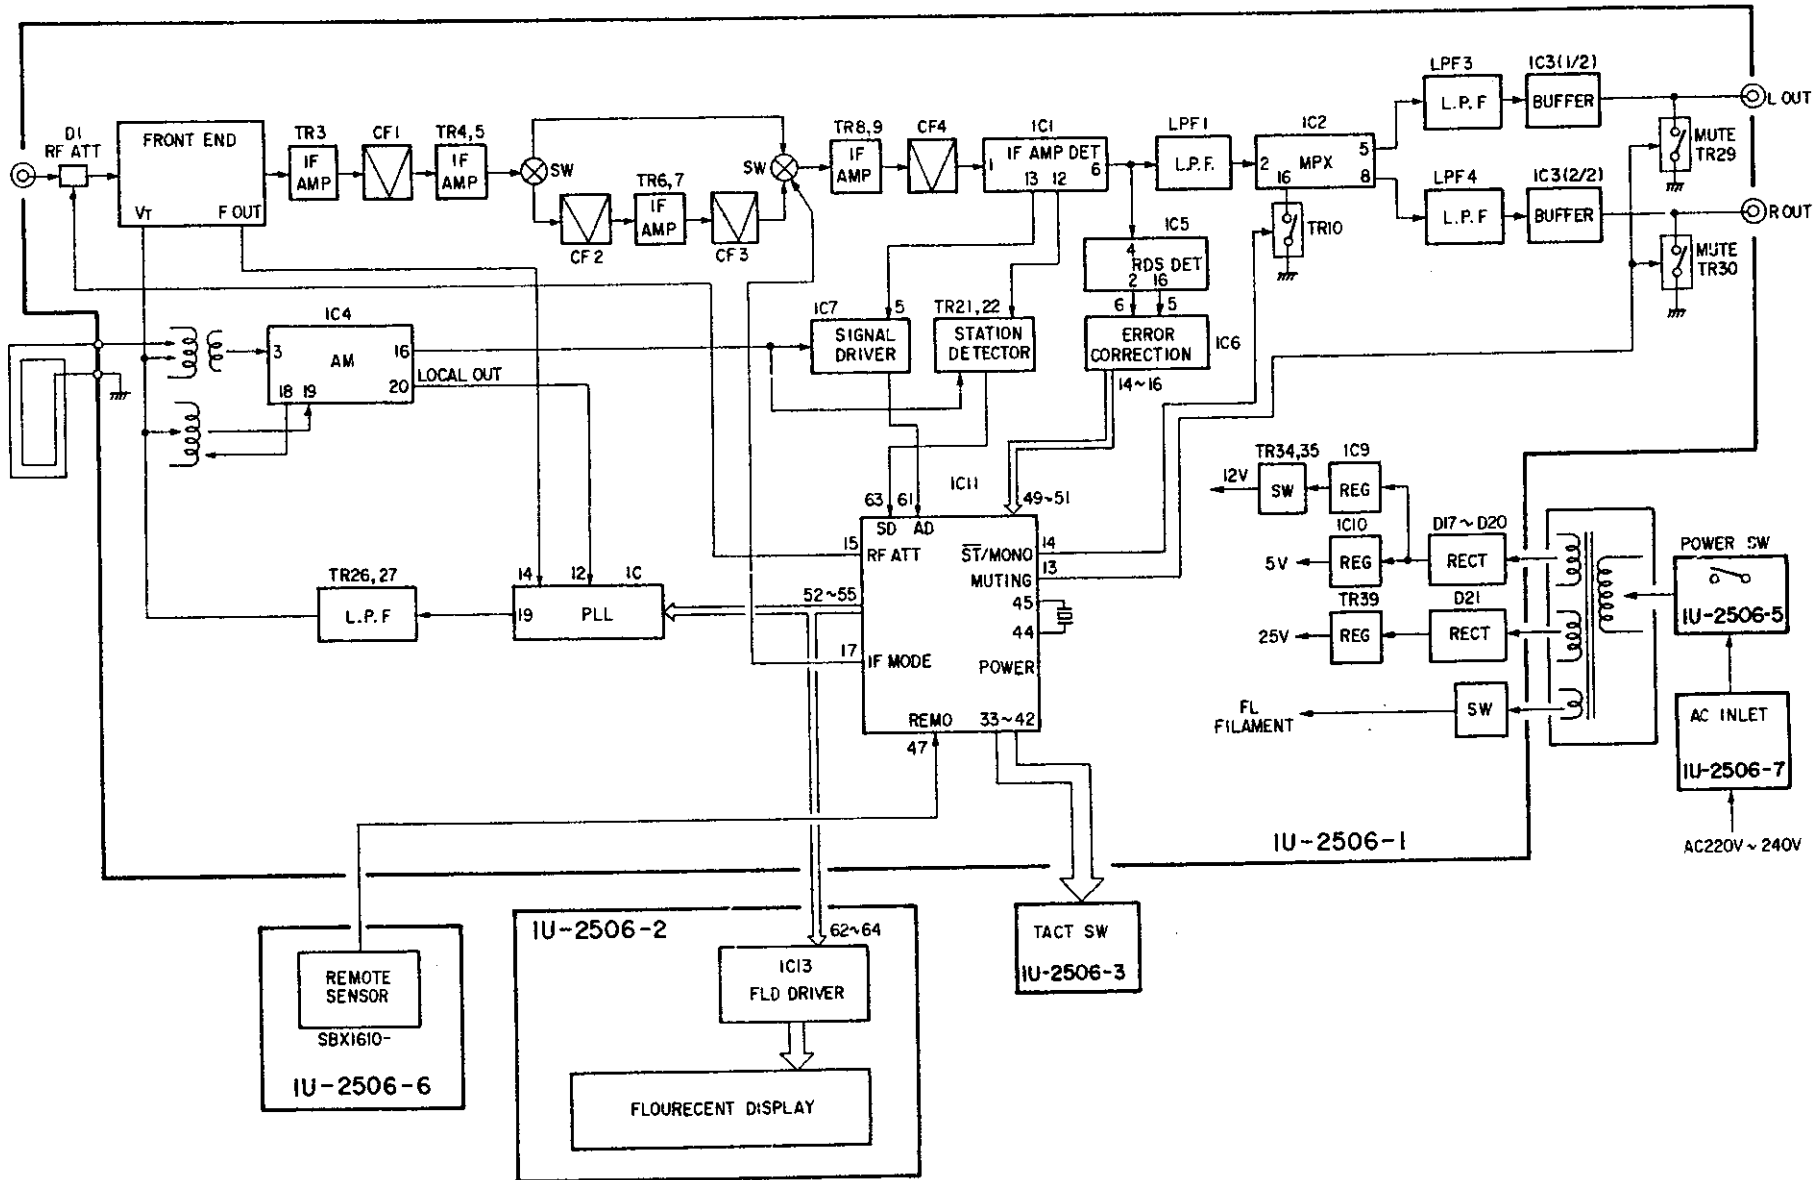 LPF3
IC3(1/2)
L.P.F
BUFFER
L OUT
D1
RF ATT
FRONT END
VT
F OUT
TR3
IF
AMP
CF1
TR4,5
IF
AMP
SW
SW
CF2
TR6,7
IF
AMP
CF3
TR8,9
IF
AMP
CF4
IC1
IF AMP DET
1
6
13
12
LPF1
L.P.F.
IC2
2
MPX
5
8
16
TR10
MUTE
TR29
LPF4
IC3(2/2)
L.P.F
BUFFER
R OUT
MUTE
TR30
IC5
4
RDS DET
2
16
6
5
ERROR
CORRECTION
IC6
14~16
IC7
5
SIGNAL
DRIVER
TR21,22
STATION
DETECTOR
IC4
3
AM
16
20
18 19
LOCAL OUT
IC11
63
61
49~51
SD
AD
15
RF ATT
ST/MONO
14
MUTING
13
52~55
45
44
17
IF MODE
POWER
REMO
33~42
47
TR26,27
L.P.F
14
12
IC
19
PLL
12V
TR34,35
SW
IC9
REG
IC10
5V
REG
D17~D20
RECT
TR39
25V
REG
D21
RECT
FL
FILAMENT
SW
POWER SW
1U-2506-5
AC INLET
1U-2506-7
AC220V~240V
1U-2506-1
1U-2506-2
62~64
IC13
FLD DRIVER
FLOURECENT DISPLAY
TACT SW
1U-2506-3
REMOTE
SENSOR
SBX1610-
1U-2506-6